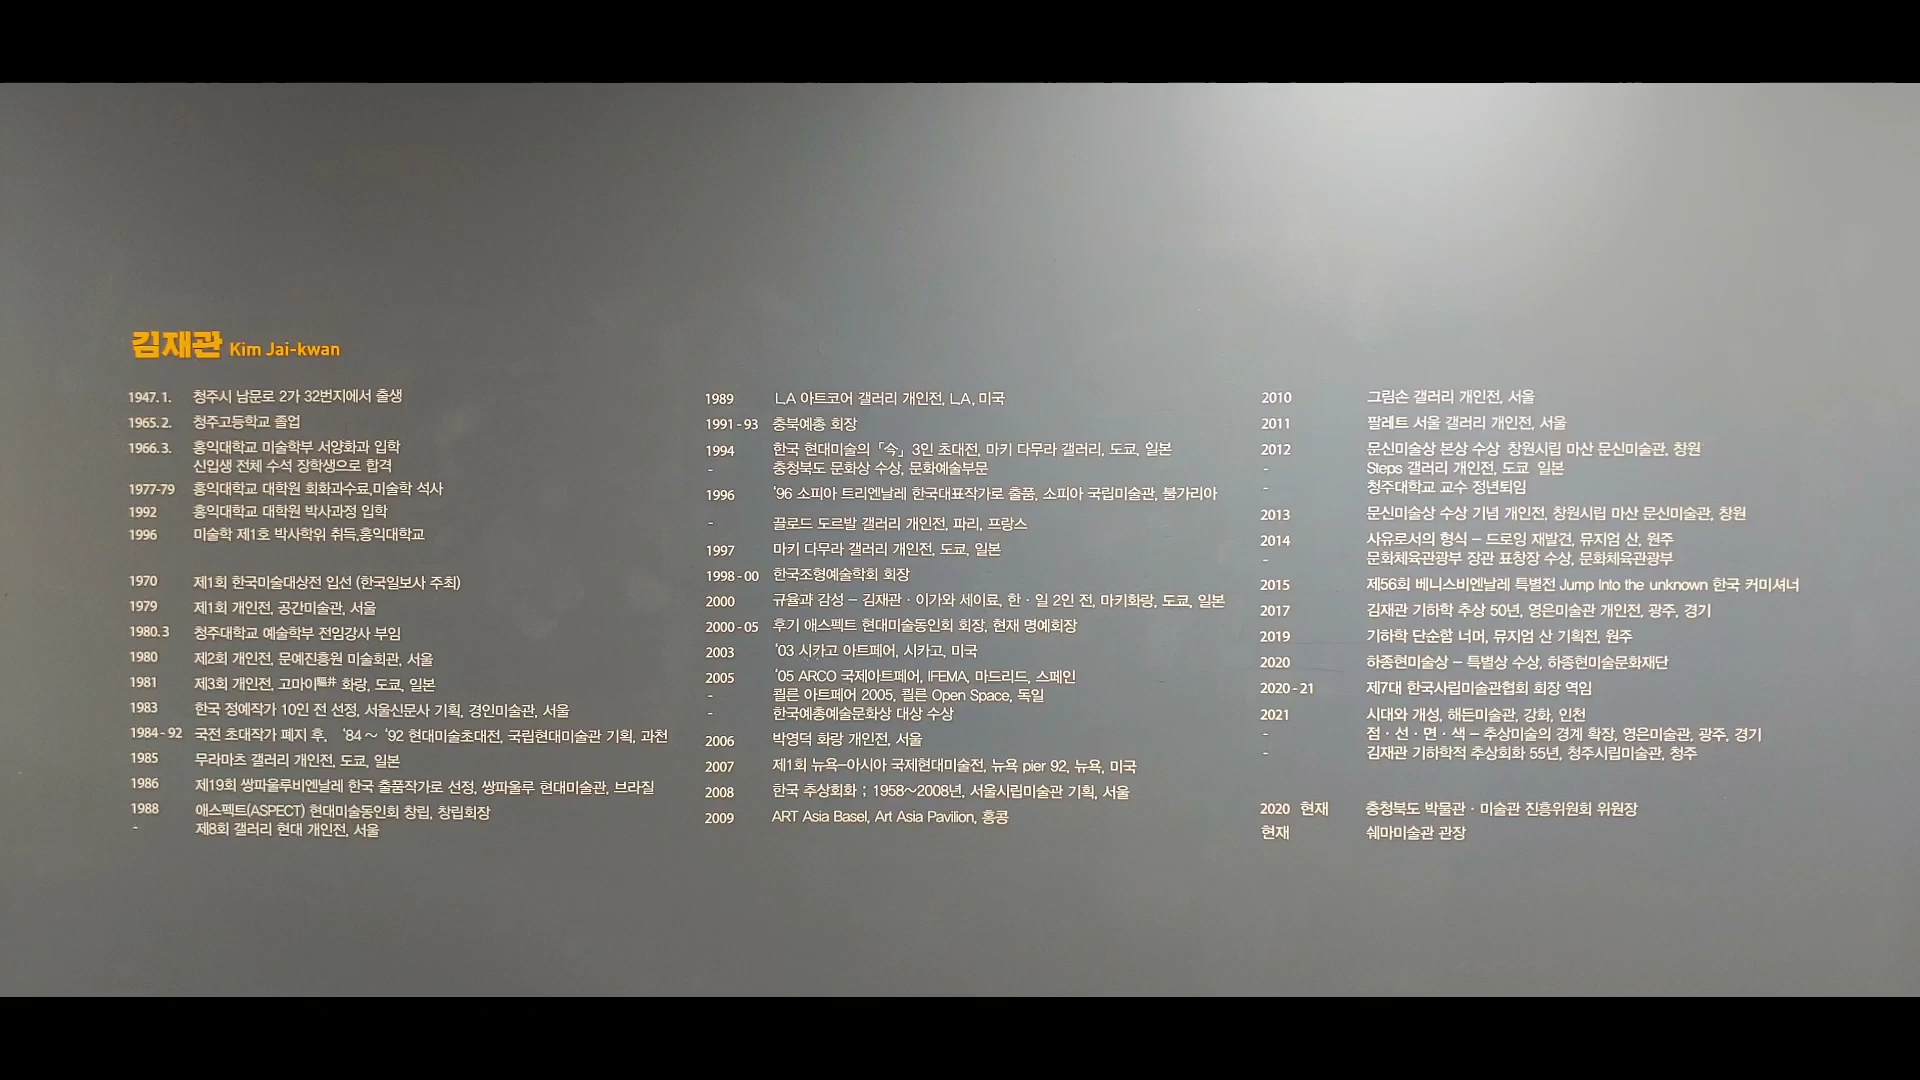 김재관 Kim Jai-kwan
1947. 1. 청주시 남문로 2가 32번지에서 출생
1965. 2. 청주고등학교 졸업
1966. 3. 홍익대학교 미술학부 서양화과 입학
신입생 전체 수석 장학생으로 합격
1977-79 홍익대학교 대학원 회화과수료,미술학 석사
1992 홍익대학교 대학원 박사과정 입학
1996 미술학 제1호 박사학위 취득,홍익대학교
1970 제1회 한국미술대상전 입선 (한국일보사 주최)
1979 제1회 개인전, 공간미술관, 서울
1980. 3 청주대학교 예술학부 전임강사 부임
1980 제2회 개인전, 문예진흥원 미술회관, 서울
1981 제3회 개인전, 고마이駒井 화랑, 도쿄, 일본
1983 한국 정예작가 10인 전 선정, 서울신문사 기획, 경인미술관, 서울
1984 - 92 국전 초대작가 폐지 후, ‘84 ~ ‘92 현대미술초대전, 국립현대미술관 기획, 과천
1985 무라마츠 갤러리 개인전, 도쿄, 일본
1986 제19회 쌍파울루비엔날레 한국 출품작가로 선정, 쌍파울루 현대미술관, 브라질
1988 애스펙트(ASPECT) 현대미술동인회 창립, 창립회장
- 제8회 갤러리 현대 개인전, 서울
1989 L.A 아트코어 갤러리 개인전, L.A, 미국
1991 - 93 충북예총 회장
1994 한국 현대미술의「今」3인 초대전, 마키 다무라 갤러리, 도쿄, 일본
- 충청북도 문화상 수상, 문화예술부문
1996 ‘96 소피아 트리엔날레 한국대표작가로 출품, 소피아 국립미술관, 불가리아
- 끌로드 도르발 갤러리 개인전, 파리, 프랑스
1997 마키 다무라 갤러리 개인전, 도쿄, 일본
1998 - 00 한국조형예술학회 회장
2000 규율과 감성 – 김재관 · 이가와 세이료, 한 · 일 2인 전, 마키화랑, 도쿄, 일본
2000 - 05 후기 애스펙트 현대미술동인회 회장, 현재 명예회장
2003 ‘03 시카고 아트페어, 시카고, 미국
2005 ‘05 ARCO 국제아트페어, IFEMA, 마드리드, 스페인
- 쾰른 아트페어 2005, 쾰른 Open Space, 독일
- 한국예총예술문화상 대상 수상
2006 박영덕 화랑 개인전, 서울
2007 제1회 뉴욕–아시아 국제현대미술전, 뉴욕 pier 92, 뉴욕, 미국
2008 한국 추상회화 ; 1958~2008년, 서울시립미술관 기획, 서울
2009 ART Asia Basel, Art Asia Pavilion, 홍콩
2010 그림손 갤러리 개인전, 서울
2011 팔레트 서울 갤러리 개인전, 서울
2012 문신미술상 본상 수상 창원시립 마산 문신미술관, 창원
- Steps 갤러리 개인전, 도쿄 일본
- 청주대학교 교수 정년퇴임
2013 문신미술상 수상 기념 개인전, 창원시립 마산 문신미술관, 창원
2014 사유로서의 형식 – 드로잉 재발견, 뮤지엄 산, 원주
- 문화체육관광부 장관 표창장 수상, 문화체육관광부
2015 제56회 베니스비엔날레 특별전 Jump Into the unknown 한국 커미셔너
2017 김재관 기하학 추상 50년, 영은미술관 개인전, 광주, 경기
2019 기하학 단순함 너머, 뮤지엄 산 기획전, 원주
2020 하종현미술상 – 특별상 수상, 하종현미술문화재단
2020 - 21 제7대 한국사립미술관협회 회장 역임
2021 시대와 개성, 해든미술관, 강화, 인천
- 점 · 선 · 면 · 색 – 추상미술의 경계 확장, 영은미술관, 광주, 경기
- 김재관 기하학적 추상회화 55년, 청주시립미술관, 청주
2020 현재 충청북도 박물관 · 미술관 진흥위원회 위원장
현재 쉐마미술관 관장